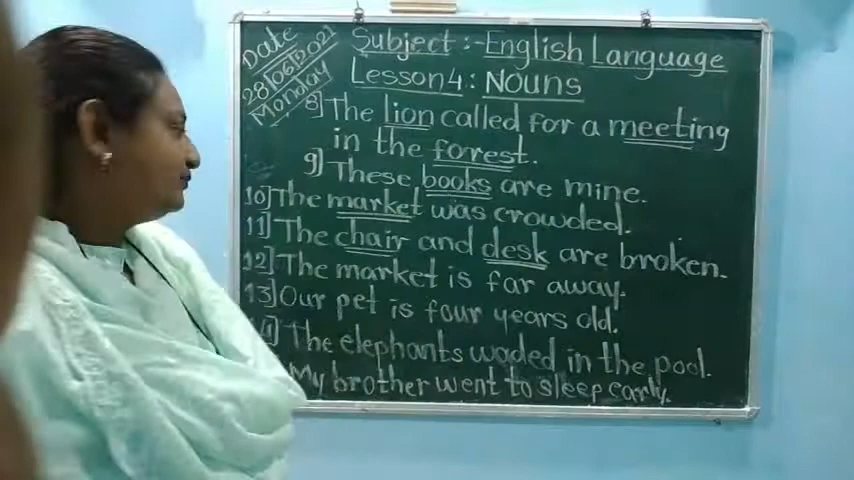 Date
28/06/2021
Monday
Subject :- English Language
Lesson 4 : Nouns
8] The lion called for a meeting
in the forest.
9] These books are mine.
10] The market was crowded.
11] The chair and desk are broken.
12] The market is far away.
13] Our pet is four years old.
The elephants waded in the pool.
My brother went to sleep early.